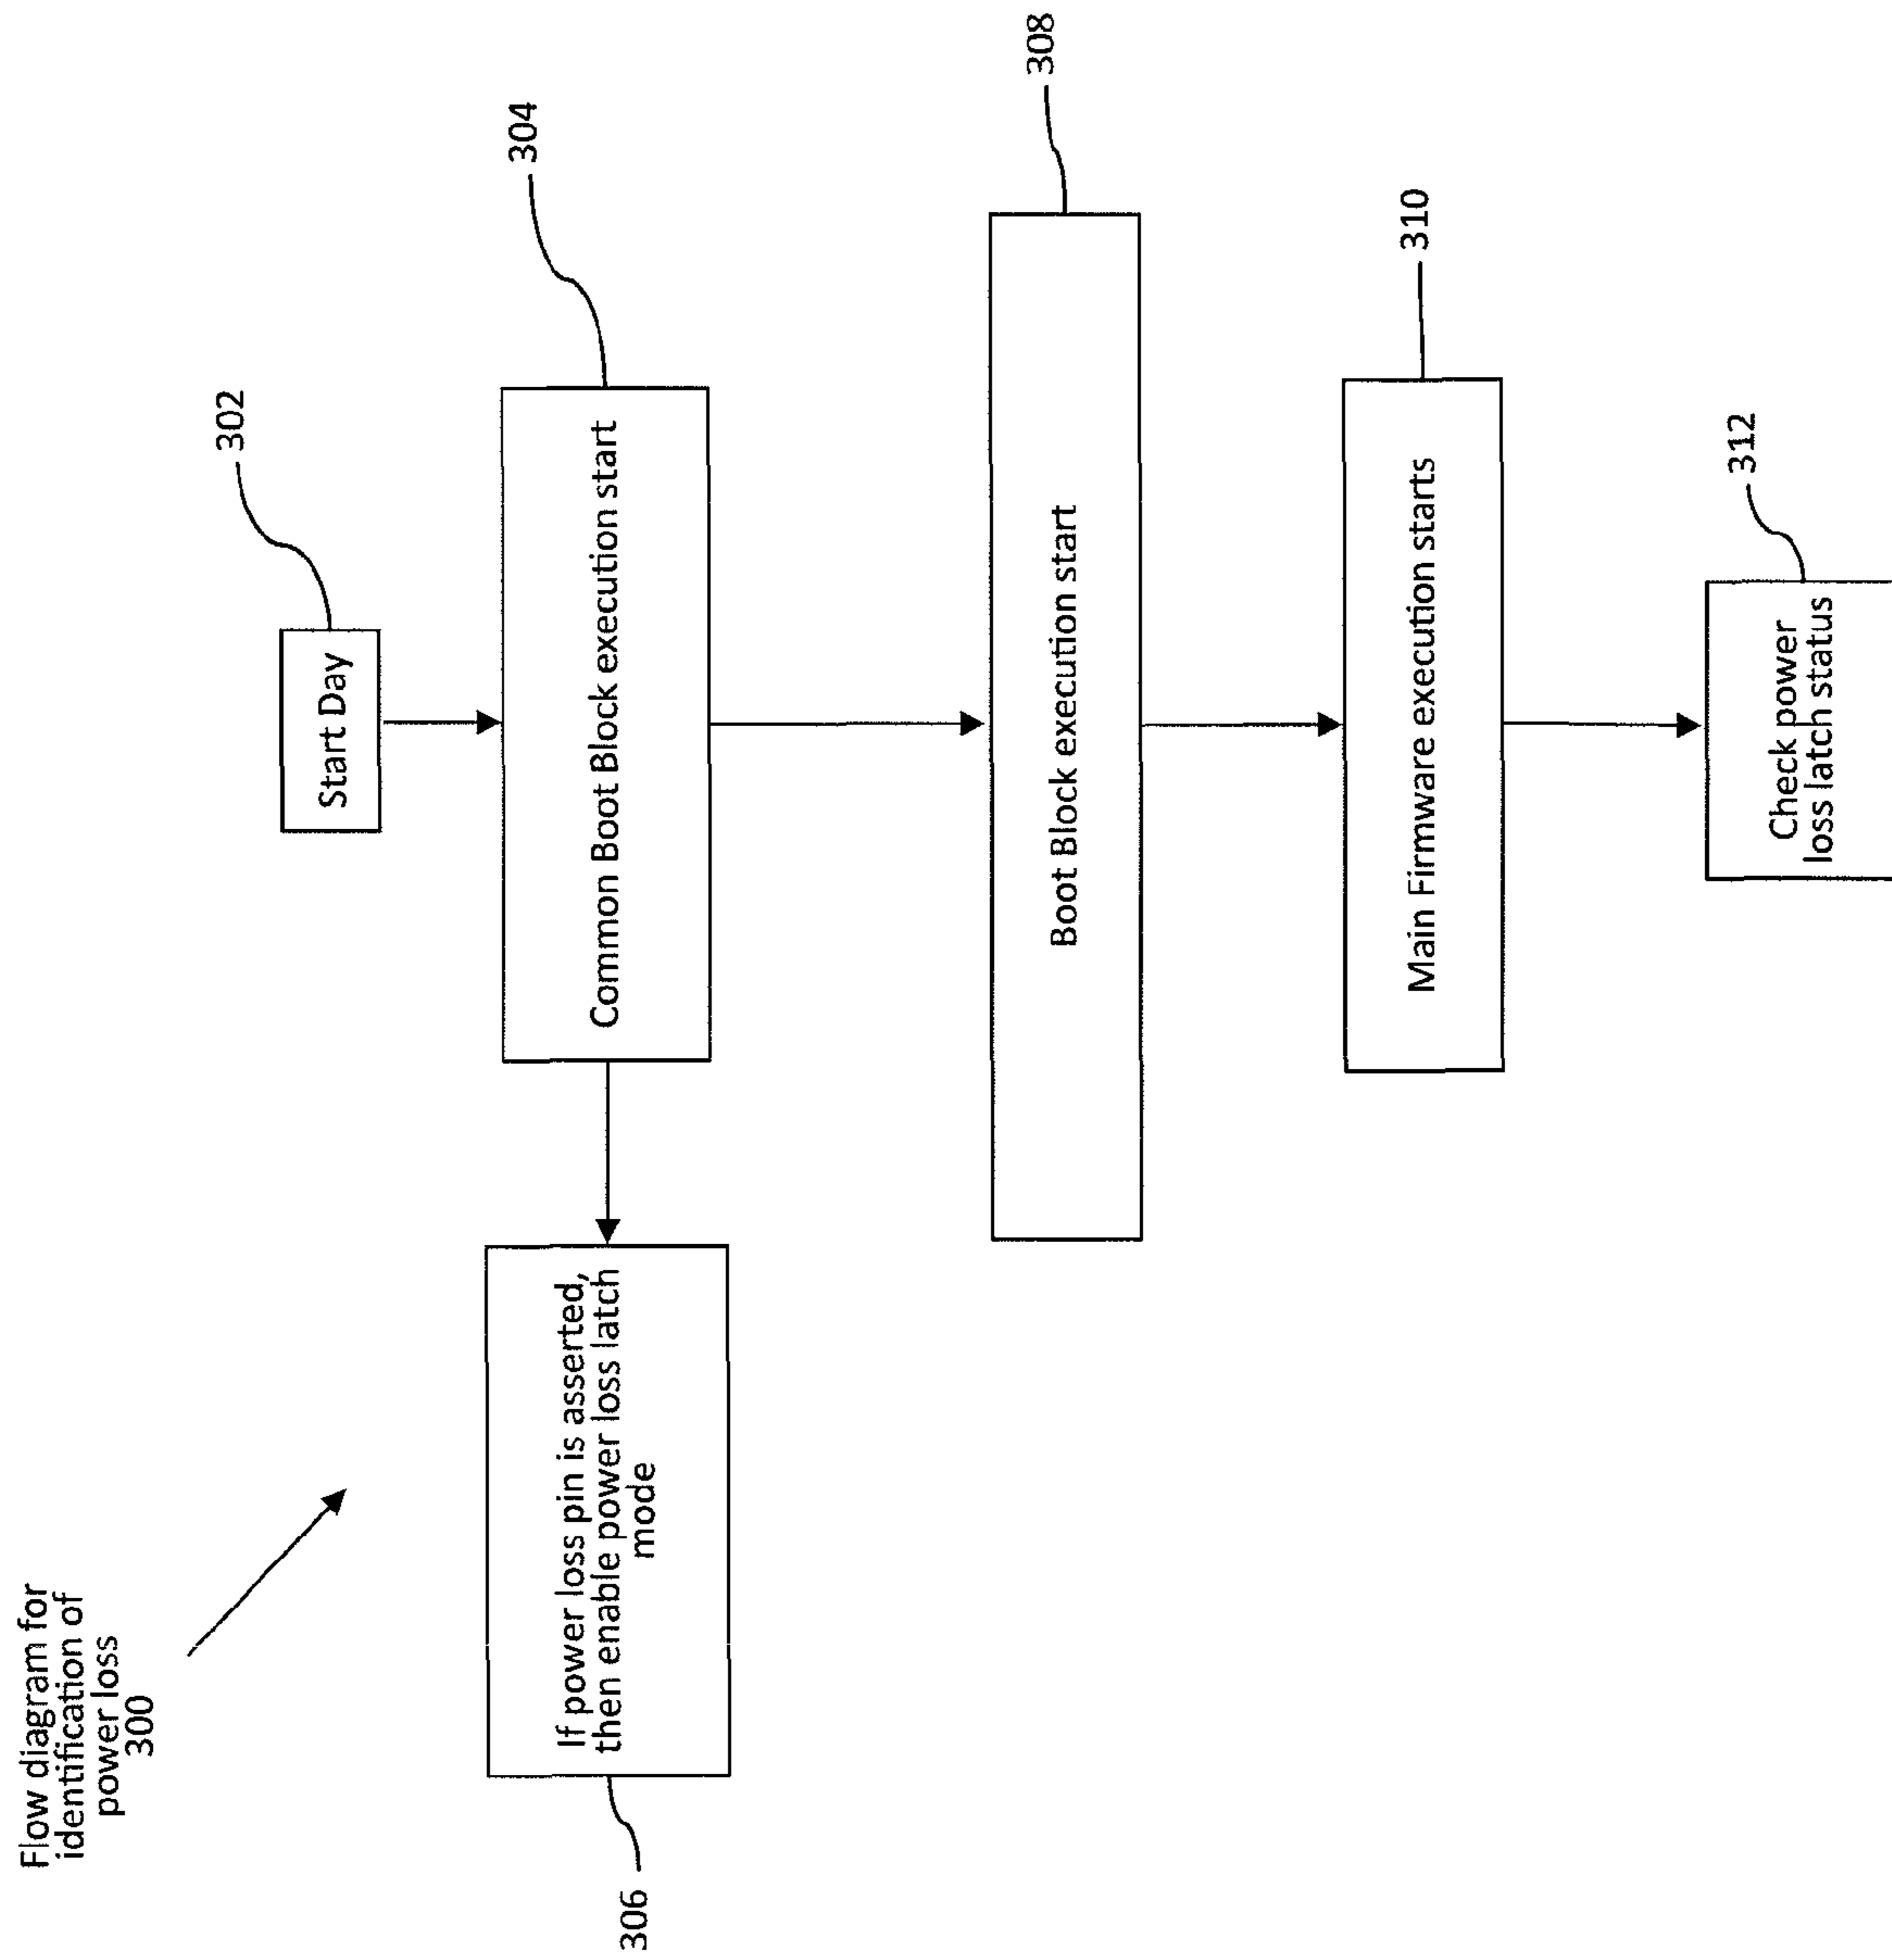 Flow diagram for
identification of
power loss
300
302
Start Day
304
Common Boot Block execution start
If power loss pin is asserted,
then enable power loss latch
mode
306
308
Boot Block execution start
310
Main Firmware execution starts
312
Check power
loss latch status